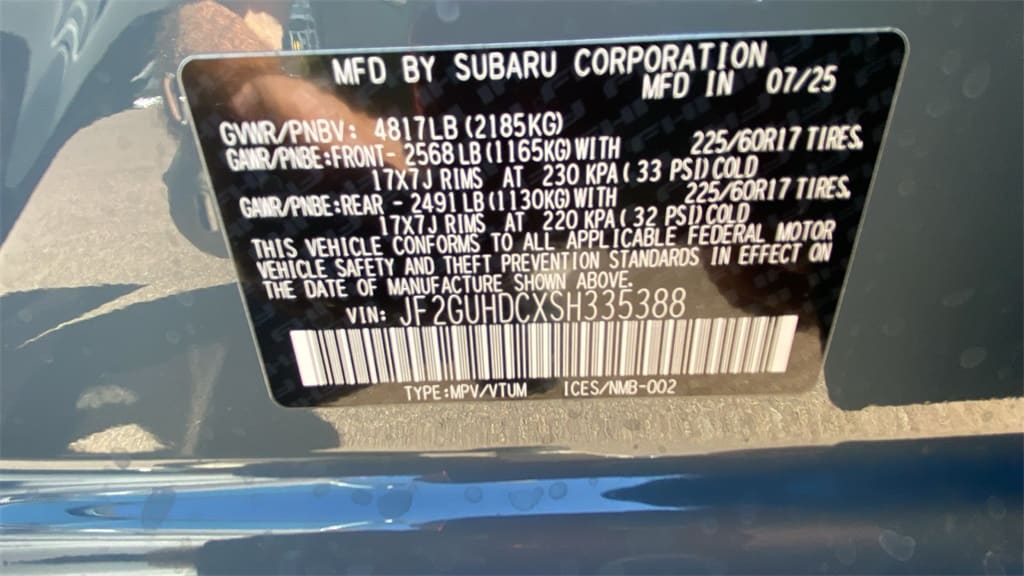 MFD BY SUBARU CORPORATION
MFD IN 07/25
GVWR/PNBV: 4817LB (2185KG)
GAWR/PNBE:FRONT- 2568 LB (1165KG) WITH 225/60R17 TIRES.
17X7J RIMS AT 230 KPA ( 33 PSI) COLD
GAWR/PNBE:REAR - 2491 LB (1130KG) WITH 225/60R17 TIRES.
17X7J RIMS AT 220 KPA ( 32 PSI) COLD
THIS VEHICLE CONFORMS TO ALL APPLICABLE FEDERAL MOTOR
VEHICLE SAFETY AND THEFT PREVENTION STANDARDS IN EFFECT ON
THE DATE OF MANUFACTURE SHOWN ABOVE.
VIN: JF2GUHDCXSH335388
TYPE:MPV/VTUM ICES/NMB-002